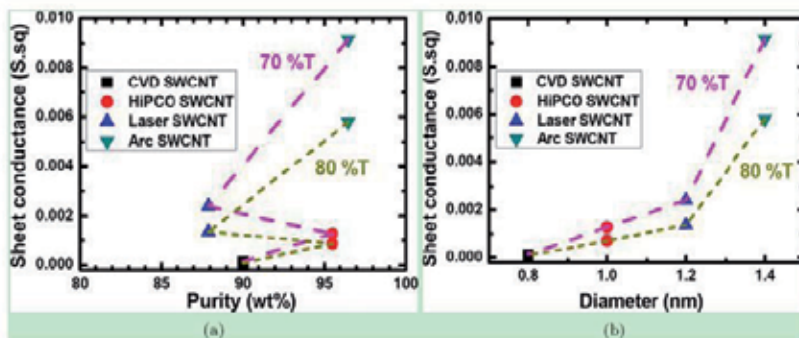 0.010
0.008
0.006
0.004
0.002
0.000
Sheet conductance (S.sq)
70 %T
CVD SWCNT
HiPCO SWCNT
Laser SWCNT
Arc SWCNT
80 %T
80 85 90 95 100
Purity (wt%)
(a)
0.010
0.008
0.006
0.004
0.002
0.000
Sheet conductance (S.sq)
CVD SWCNT
HiPCO SWCNT
Laser SWCNT
Arc SWCNT
70 %T
80 %T
0.8 1.0 1.2 1.4
Diameter (nm)
(b)